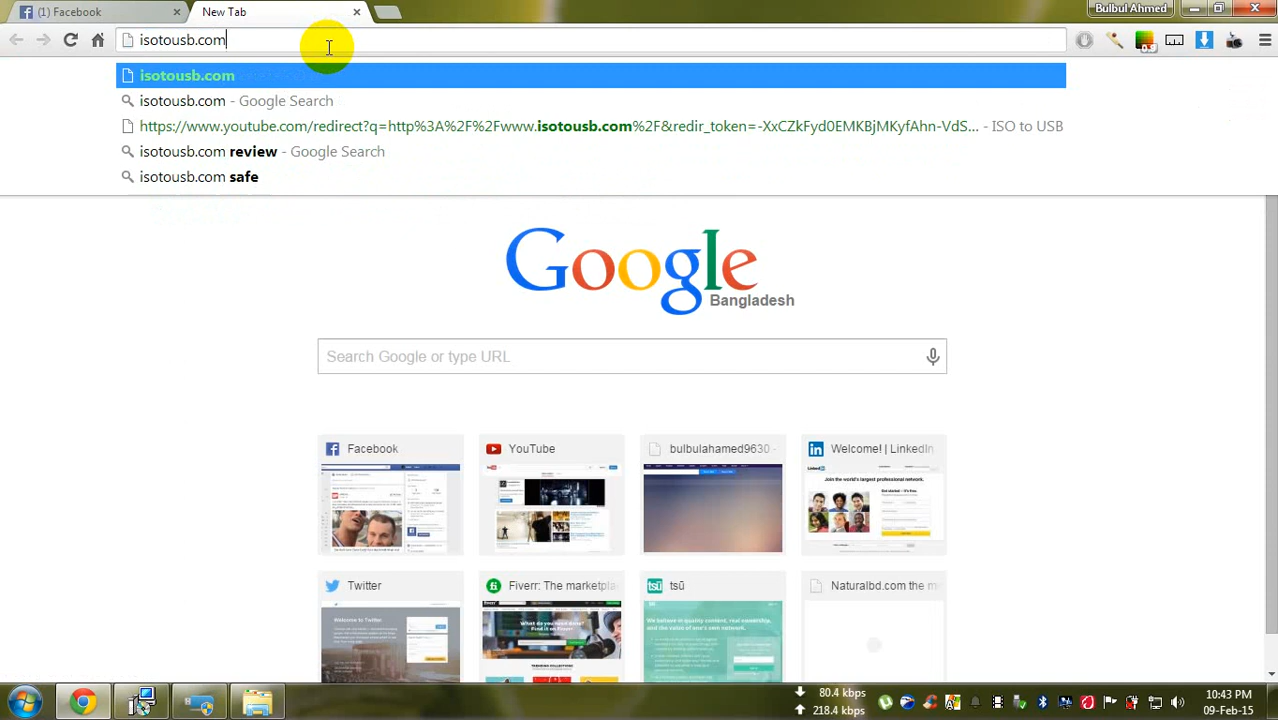 (1) Facebook
New Tab
Bulbul Ahmed
isotousb.com
isotousb.com
isotousb.com - Google Search
https://www.youtube.com/redirect?q=http%3A%2F%2Fwww.isotousb.com%2F&redir_token=-XxCZkFyd0EMKBjMKyfAhn-VdS... - ISO to USB
isotousb.com review - Google Search
isotousb.com safe
Google
Bangladesh
Search Google or type URL
Facebook
YouTube
bulbulahamed9630
Welcome! | LinkedIn
Twitter
Fiverr: The marketpla
tsū
Naturalbd.com the m
80.4 kbps
218.4 kbps
10:43 PM
09-Feb-15